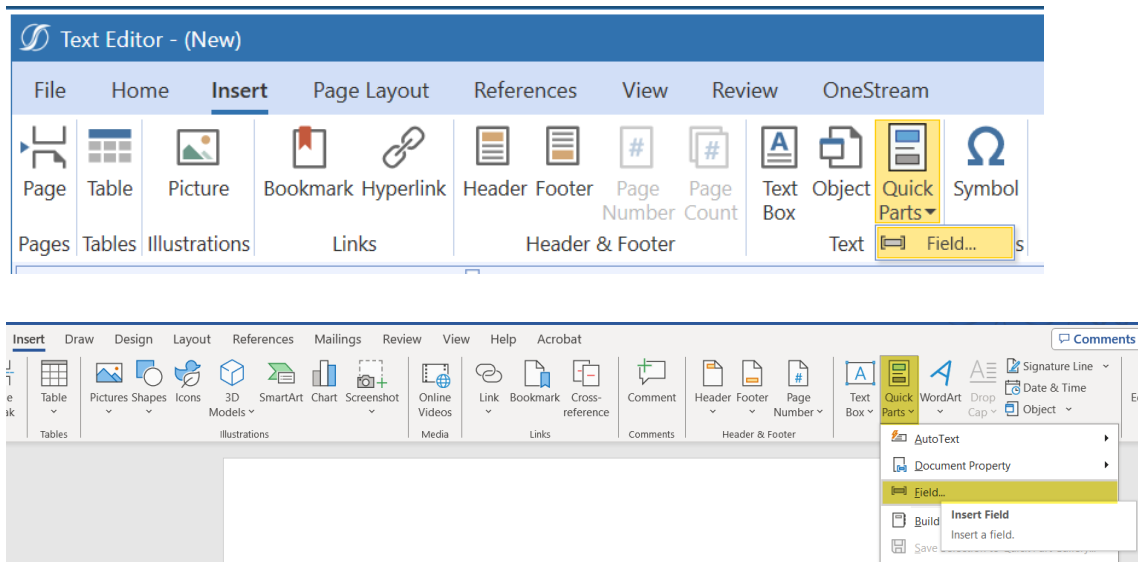 Text Editor - (New)
File Home Insert Page Layout References View Review OneStream
Page Table Picture Bookmark Hyperlink Header Footer Page Number Page Count Text Box Object Quick Parts Symbol
Pages Tables Illustrations Links Header & Footer Text s
Field...
Insert Draw Design Layout References Mailings Review View Help Acrobat
Comments
e
ak
Table Pictures Shapes Icons 3D Models SmartArt Chart Screenshot Online Videos Link Bookmark Cross-reference Comment Header Footer Page Number Text Box Quick Parts WordArt Drop Cap
Signature Line
Date & Time
Object
Tables Illustrations Media Links Comments Header & Footer
AutoText
Document Property
Field...
Build
Insert Field
Insert a field.
Save